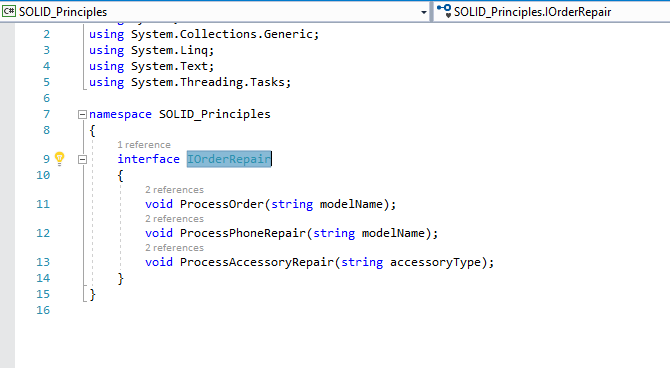 C# SOLID_Principles SOLID_Principles.IOrderRepair
2 using System.Collections.Generic;
3 using System.Linq;
4 using System.Text;
5 using System.Threading.Tasks;
6
7 namespace SOLID_Principles
8 {
1 reference
9 interface IOrderRepair
10 {
2 references
11 void ProcessOrder(string modelName);
2 references
12 void ProcessPhoneRepair(string modelName);
2 references
13 void ProcessAccessoryRepair(string accessoryType);
14 }
15 }
16